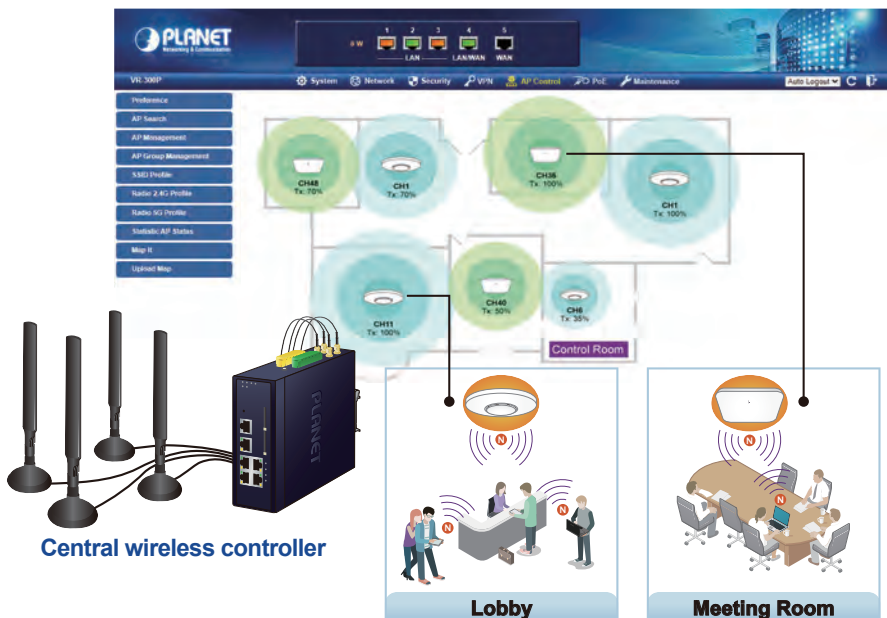 PLANET
Networking & Communication
1 2 3 4 5
0 W
LAN LAN/WAN WAN
VR-300P
System Network Security VPN AP Control PoE Maintenance
Auto Logout
Preference
AP Search
AP Management
AP Group Management
SSID Profile
Radio 2.4G Profile
Radio 5G Profile
Statistic AP Status
Map It
Upload Map
CH48
Tx: 70%
CH1
Tx: 70%
CH36
Tx: 100%
CH1
Tx: 100%
CH11
Tx: 100%
CH40
Tx: 50%
CH6
Tx: 35%
Control Room
PLANET
N
N
N
N
N
Central wireless controller
Lobby
Meeting Room